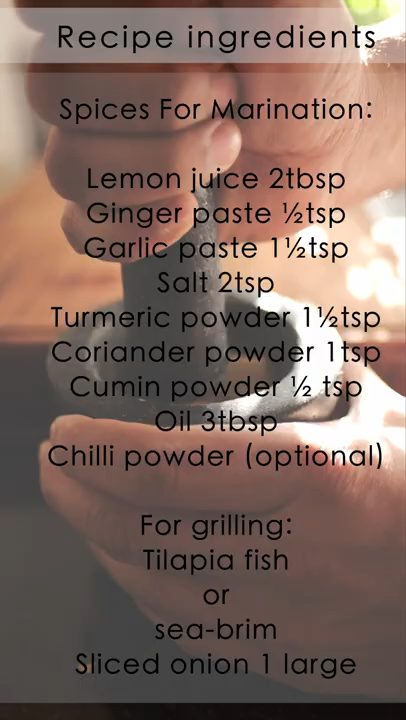 Recipe ingredients
Spices For Marination:
Lemon juice 2tbsp
Ginger paste ½tsp
Garlic paste 1½tsp
Salt 2tsp
Turmeric powder 1½tsp
Coriander powder 1tsp
Cumin powder ½ tsp
Oil 3tbsp
Chilli powder (optional)
For grilling:
Tilapia fish
or
sea-brim
Sliced onion 1 large